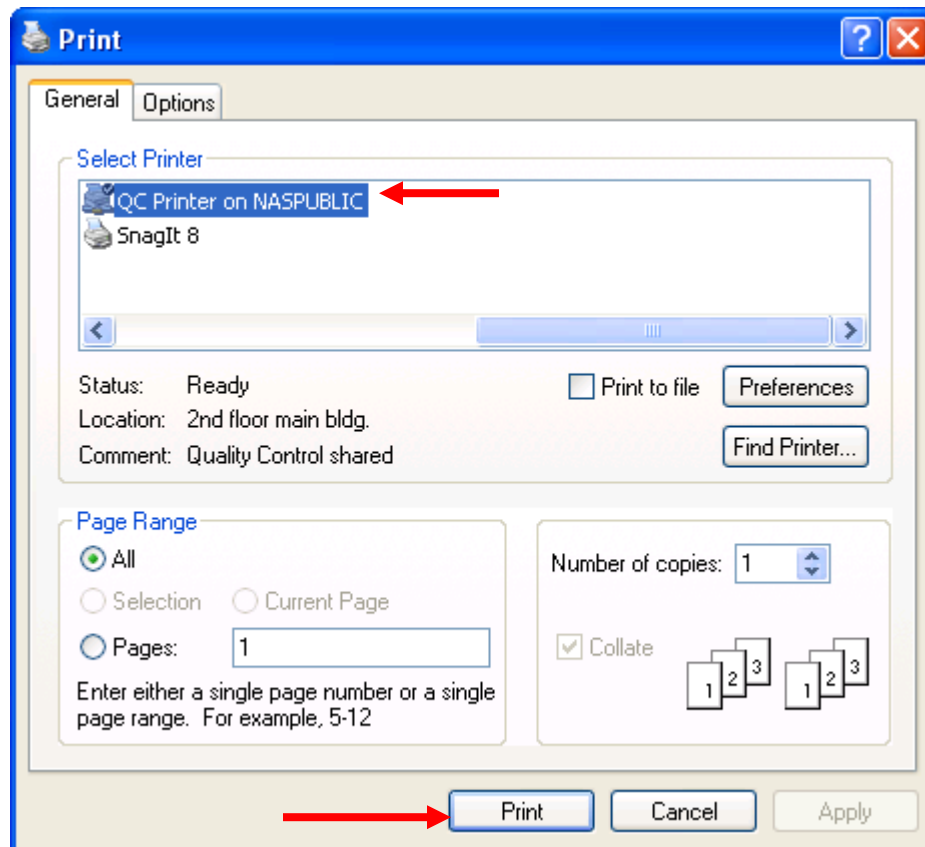 Print
General Options
Select Printer
QC Printer on NASPUBLIC
SnagIt 8
Status: Ready
Print to file Preferences
Location: 2nd floor main bldg.
Comment: Quality Control shared
Find Printer...
Page Range
All
Selection Current Page
Pages: 1
Enter either a single page number or a single
page range. For example, 5-12
Number of copies: 1
Collate
1 2 3 1 2 3
Print Cancel Apply